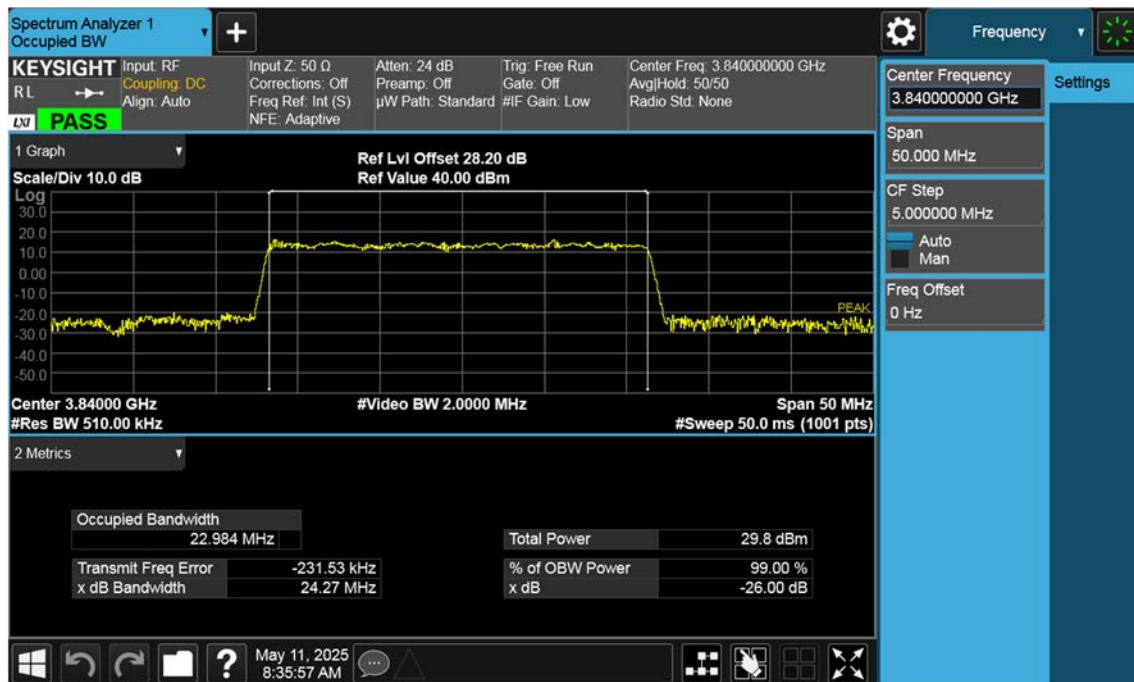 Spectrum Analyzer 1
Occupied BW
+
Frequency
KEYSIGHT
RL
LXI PASS
Input: RF
Coupling: DC
Align: Auto
Input Z: 50 Ω
Corrections: Off
Freq Ref: Int (S)
NFE: Adaptive
Atten: 24 dB
Preamp: Off
µW Path: Standard
Trig: Free Run
Gate: Off
#IF Gain: Low
Center Freq: 3.840000000 GHz
Avg|Hold: 50/50
Radio Std: None
Center Frequency
3.840000000 GHz
Settings
Span
50.000 MHz
CF Step
5.000000 MHz
Auto
Man
Freq Offset
0 Hz
1 Graph
Scale/Div 10.0 dB
Ref Lvl Offset 28.20 dB
Ref Value 40.00 dBm
Log
30.0
20.0
10.0
0.00
-10.0
-20.0
-30.0
-40.0
-50.0
PEAK
Center 3.84000 GHz
#Video BW 2.0000 MHz
Span 50 MHz
#Res BW 510.00 kHz
#Sweep 50.0 ms (1001 pts)
2 Metrics
Occupied Bandwidth
22.984 MHz
Total Power 29.8 dBm
Transmit Freq Error -231.53 kHz
% of OBW Power 99.00 %
x dB Bandwidth 24.27 MHz
x dB -26.00 dB
?
May 11, 2025
8:35:57 AM